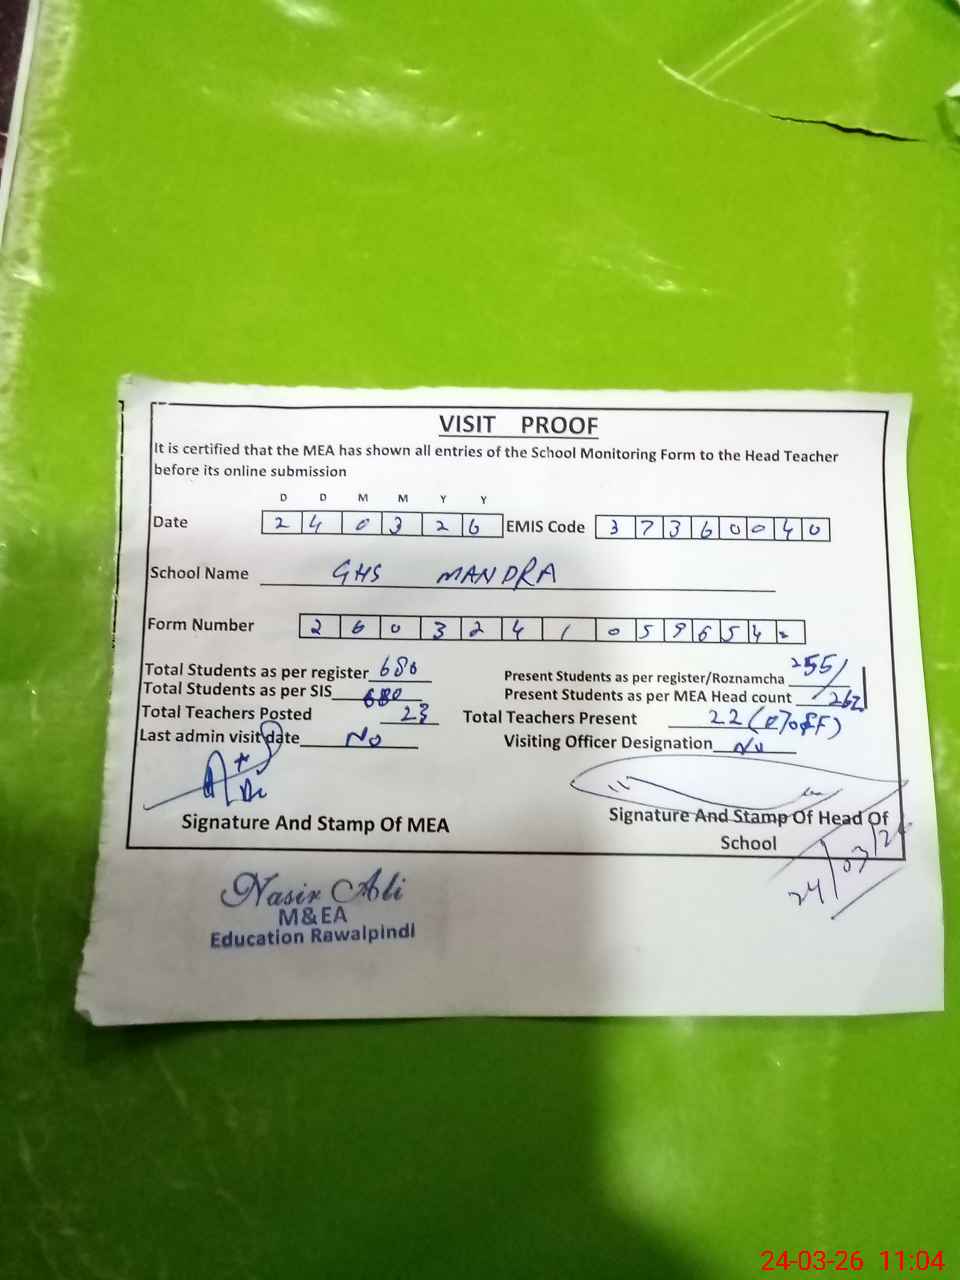 VISIT PROOF
It is certified that the MEA has shown all entries of the School Monitoring Form to the Head Teacher
before its online submission
D D M M Y Y
Date 2 4 0 3 2 6 EMIS Code 3 7 3 6 0 0 4 0
School Name GHS MANDRA
Form Number 2 6 0 3 2 4 1 0 5 9 6 5 4
Total Students as per register 680 Present Students as per register/Roznamcha 255/
Total Students as per SIS 680 Present Students as per MEA Head count 262
Total Teachers Posted 23 Total Teachers Present 22
Last admin visit date No Visiting Officer Designation No
Signature And Stamp Of MEA Signature And Stamp Of Head Of
School
24/03/2
Nasir Ali
M&EA
Education Rawalpindi
24-03-26 11:04